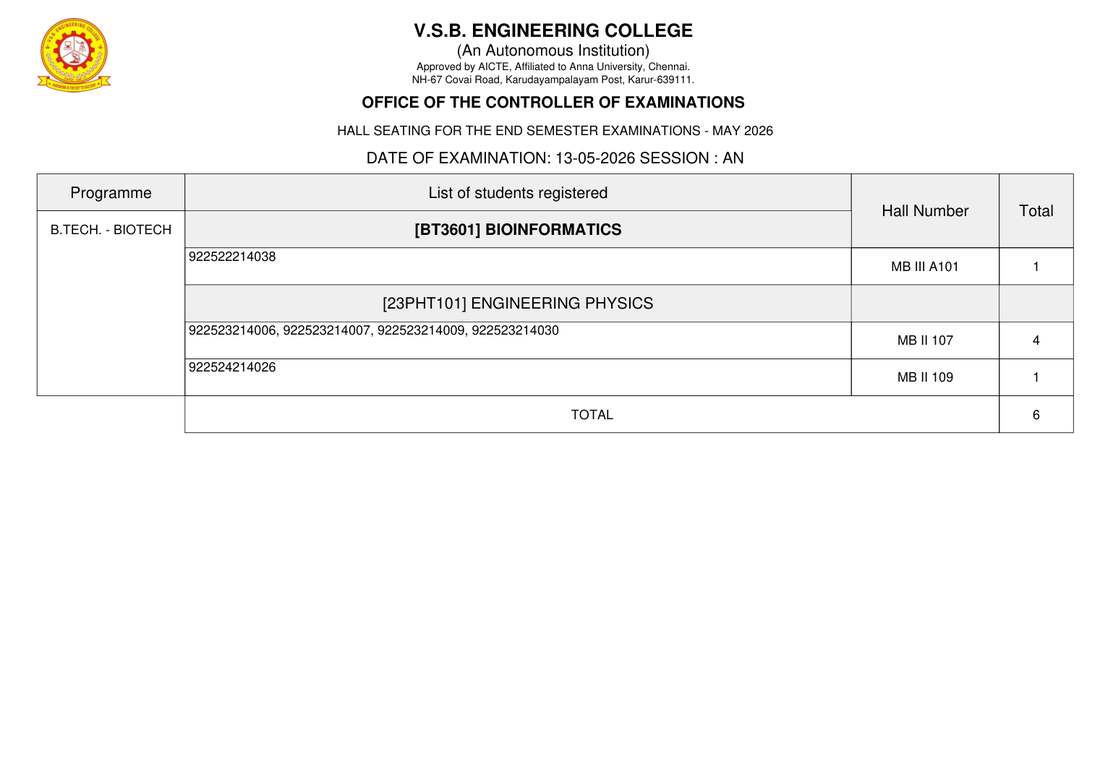 V.S.B. ENGINEERING COLLEGE
(An Autonomous Institution)
Approved by AICTE, Affiliated to Anna University, Chennai.
NH-67 Covai Road, Karudayampalayam Post, Karur-639111.
OFFICE OF THE CONTROLLER OF EXAMINATIONS
HALL SEATING FOR THE END SEMESTER EXAMINATIONS - MAY 2026
DATE OF EXAMINATION: 13-05-2026 SESSION : AN
Programme List of students registered Hall Number Total
B.TECH. - BIOTECH [BT3601] BIOINFORMATICS
922522214038 MB III A101 1
[23PHT101] ENGINEERING PHYSICS
922523214006, 922523214007, 922523214009, 922523214030 MB II 107 4
922524214026 MB II 109 1
TOTAL 6